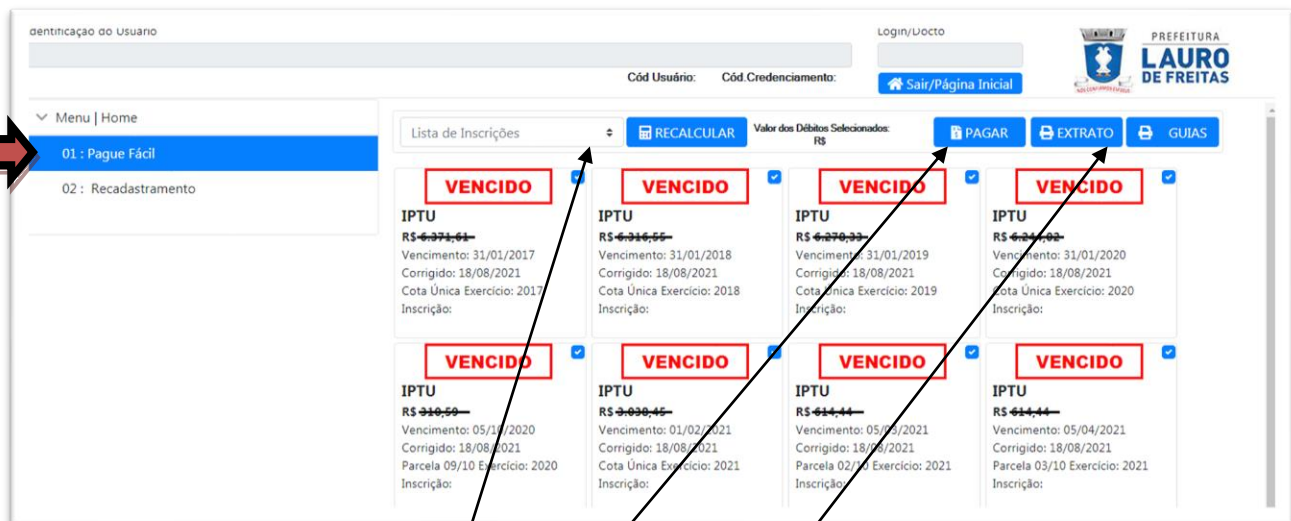 dentificação do Usuário
Login/Docto
PREFEITURA
LAURO
DE FREITAS
Cód Usuário: Cód.Credenciamento:
Sair/Página Inicial
Menu | Home
01 : Pague Fácil
02 : Recadastramento
Lista de Inscrições
RECALCULAR
Valor dos Débitos Selecionados:
R$
PAGAR
EXTRATO
GUIAS
VENCIDO
IPTU
R$ 6.371,61
Vencimento: 31/01/2017
Corrigido: 18/08/2021
Cota Única Exercício: 2017
Inscrição:
VENCIDO
IPTU
R$ 6.316,55
Vencimento: 31/01/2018
Corrigido: 18/08/2021
Cota Única Exercício: 2018
Inscrição:
VENCIDO
IPTU
R$ 6.270,33
Vencimento: 31/01/2019
Corrigido: 18/08/2021
Cota Única Exercício: 2019
Inscrição:
VENCIDO
IPTU
R$ 6.244,02
Vencimento: 31/01/2020
Corrigido: 18/08/2021
Cota Única Exercício: 2020
Inscrição:
VENCIDO
IPTU
R$ 310,59
Vencimento: 05/10/2020
Corrigido: 18/08/2021
Parcela 09/10 Exercício: 2020
Inscrição:
VENCIDO
IPTU
R$ 3.030,45
Vencimento: 01/02/2021
Corrigido: 18/08/2021
Cota Única Exercício: 2021
Inscrição:
VENCIDO
IPTU
R$ 614,44
Vencimento: 05/03/2021
Corrigido: 18/08/2021
Parcela 02/10 Exercício: 2021
Inscrição:
VENCIDO
IPTU
R$ 614,44
Vencimento: 05/04/2021
Corrigido: 18/08/2021
Parcela 03/10 Exercício: 2021
Inscrição: